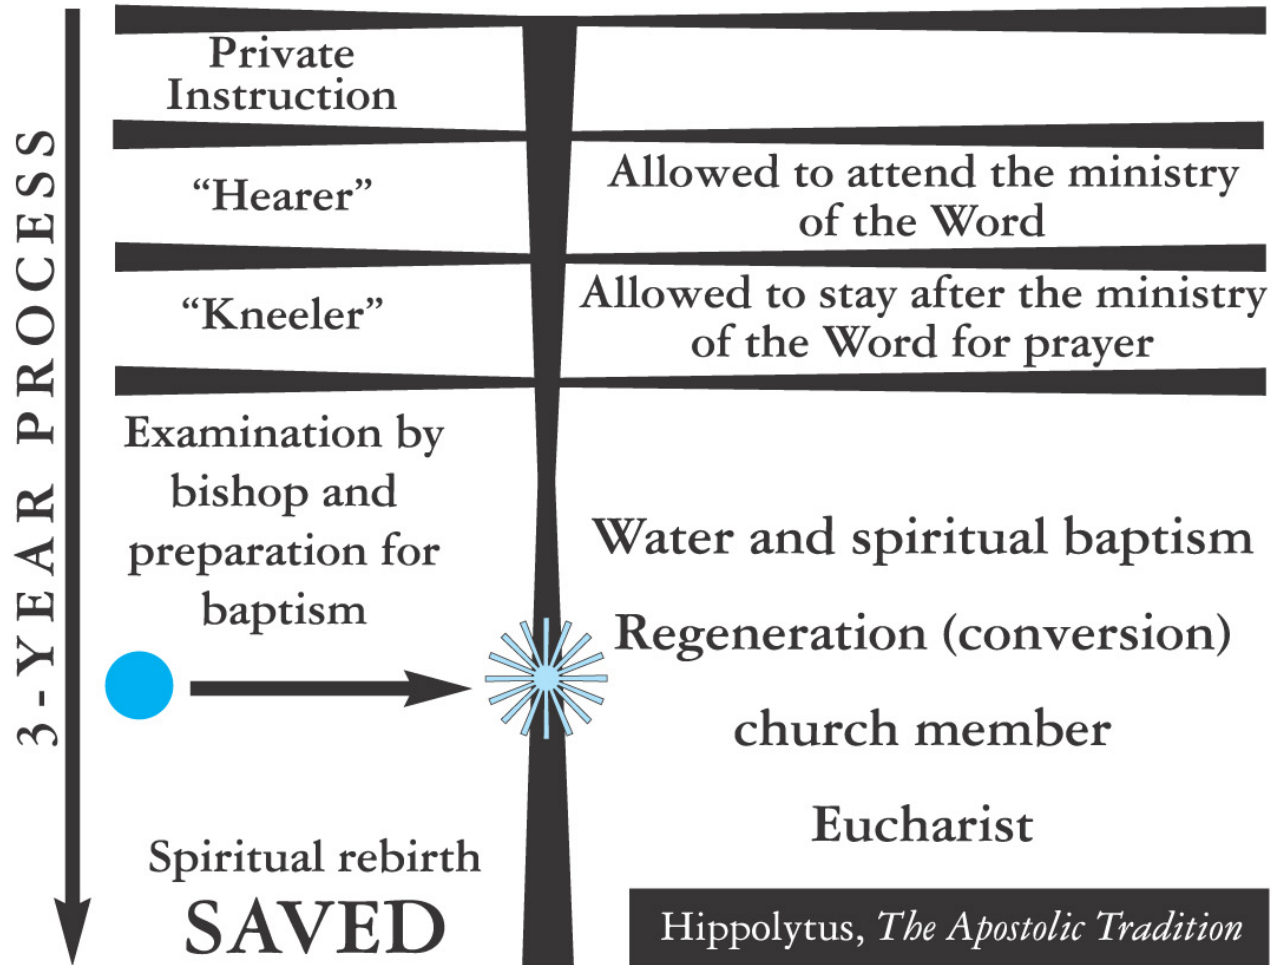 3-YEAR PROCESS
Private
Instruction
“Hearer”
Allowed to attend the ministry
of the Word
“Kneeler”
Allowed to stay after the ministry
of the Word for prayer
Examination by
bishop and
preparation for
baptism
Water and spiritual baptism
Regeneration (conversion)
church member
Eucharist
Spiritual rebirth
SAVED
Hippolytus, The Apostolic Tradition